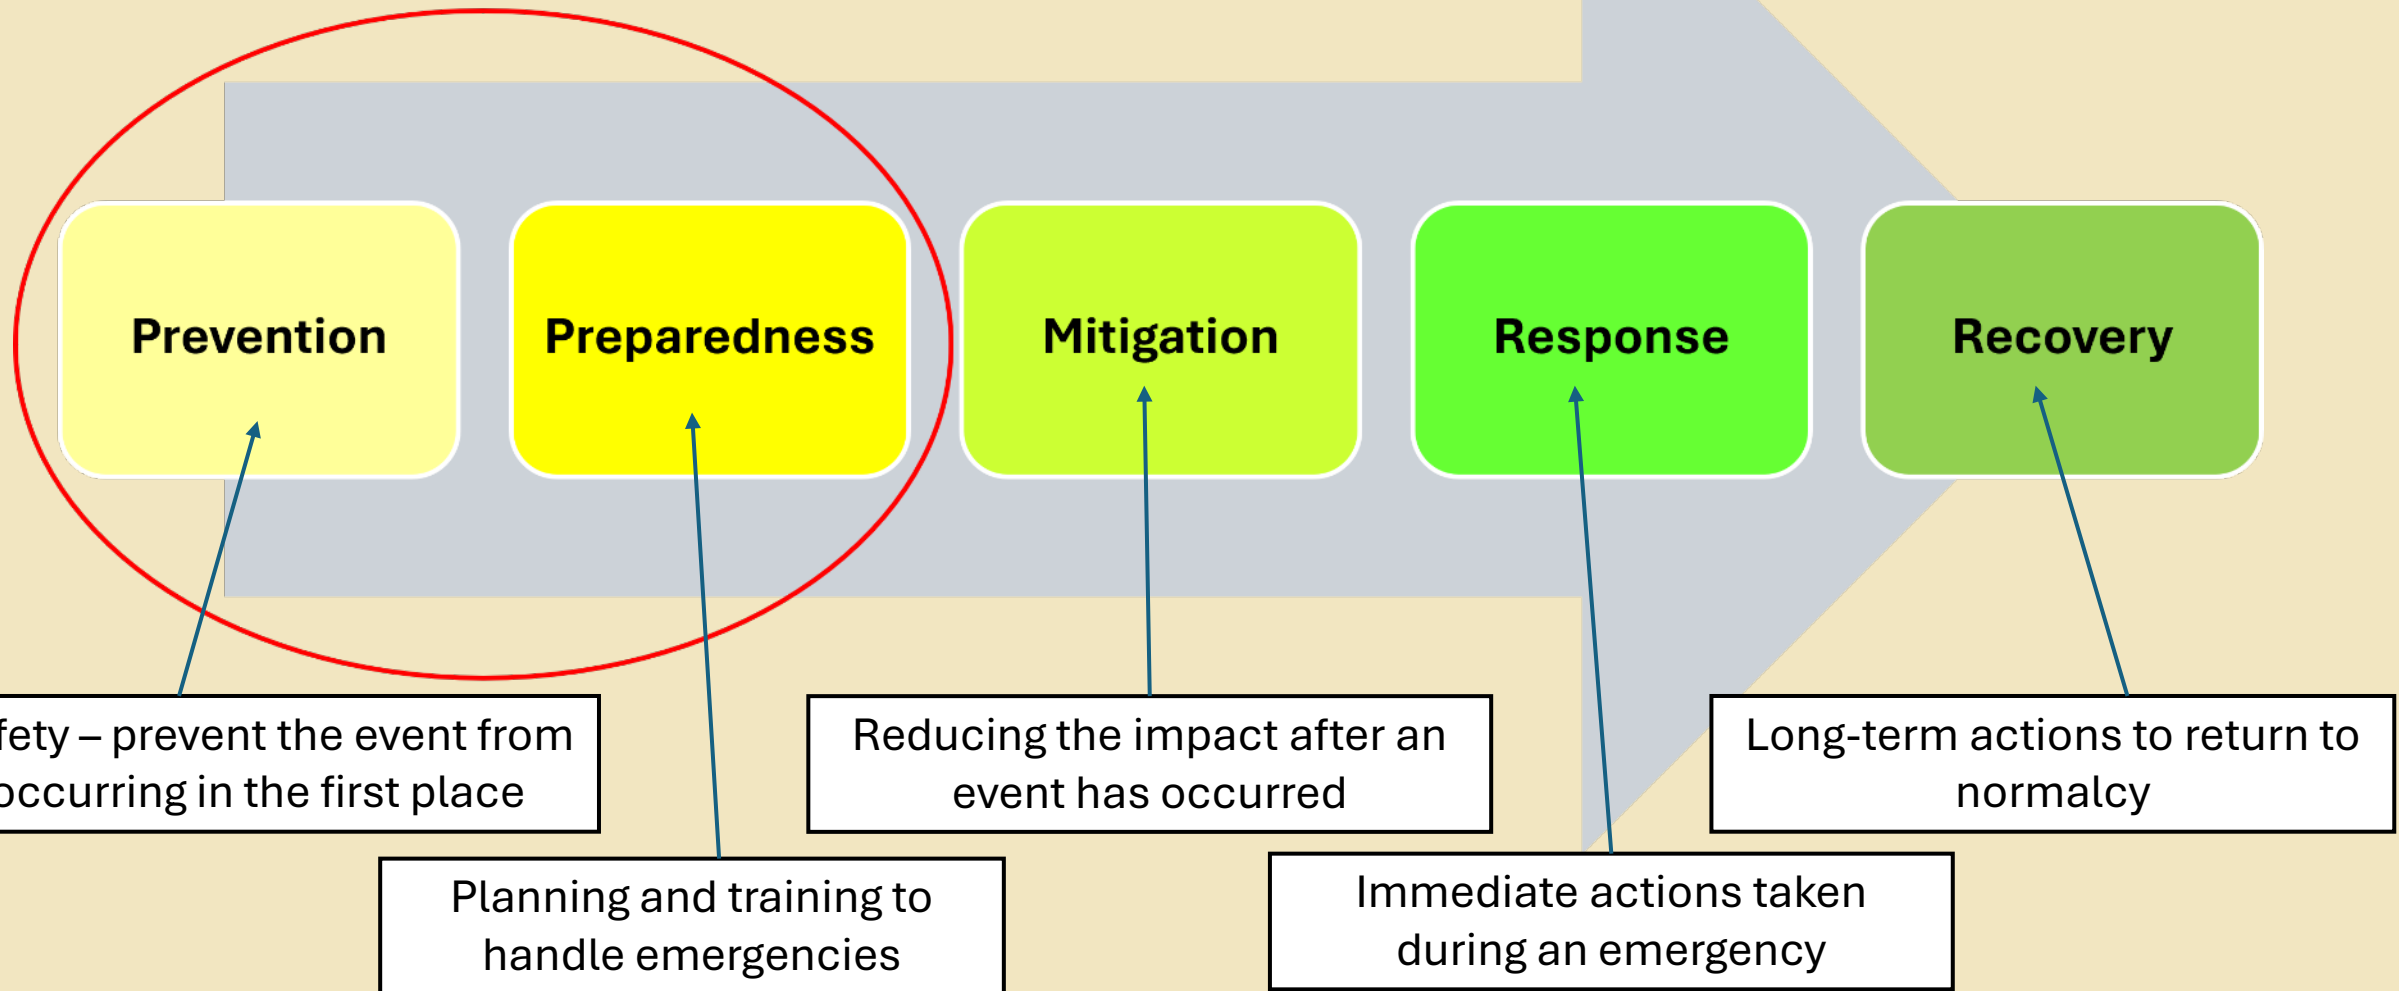 Prevention
Preparedness
Mitigation
Response
Recovery
– prevent the event from
occurring in the first place
Planning and training to
handle emergencies
Reducing the impact after an
event has occurred
Immediate actions taken
during an emergency
Long-term actions to return to
normalcy